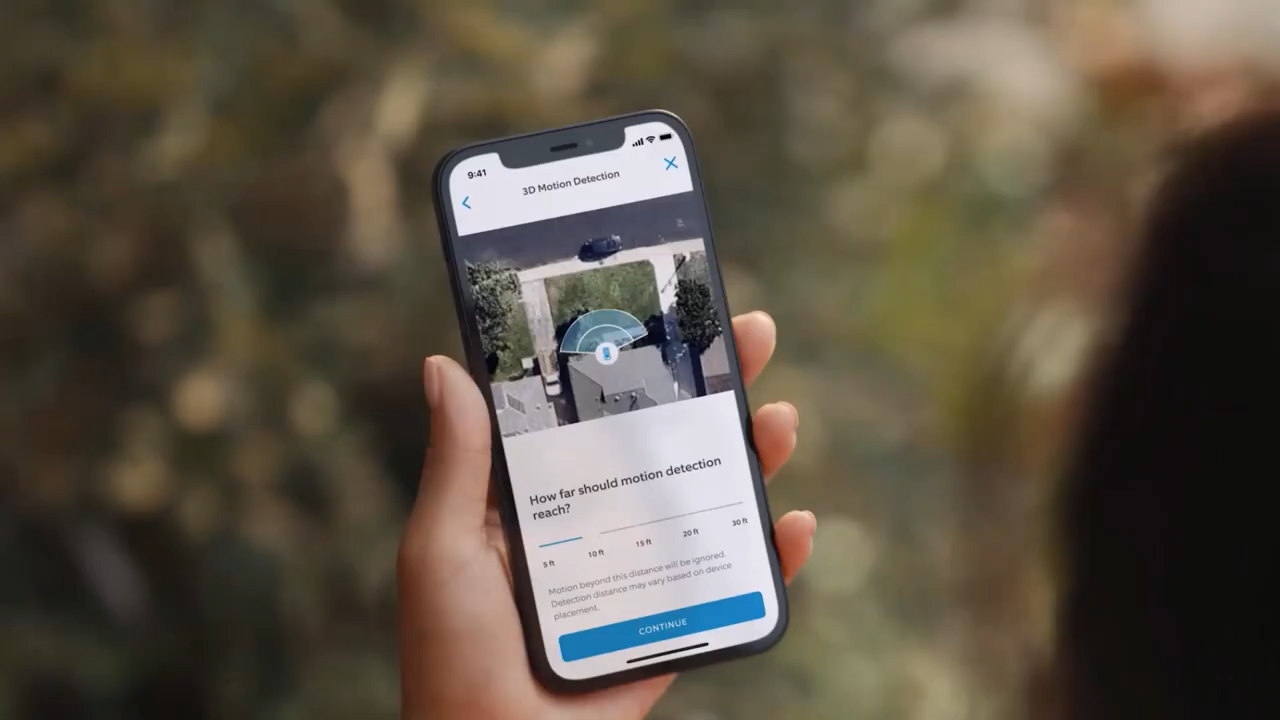 9:41
3D Motion Detection
How far should motion detection
reach?
5 ft
10 ft
15 ft
20 ft
30 ft
Motion beyond this distance will be ignored.
Detection distance may vary based on device
placement.
CONTINUE